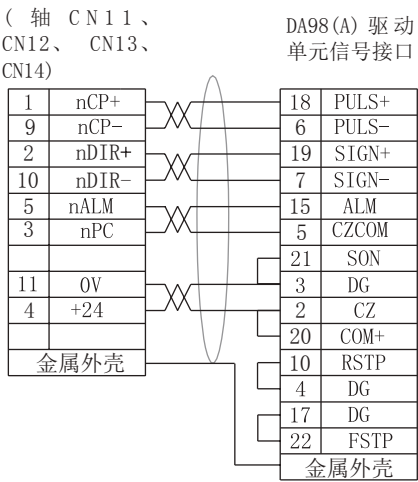 ( 轴 CN11、
CN12、 CN13、
CN14)
DA98(A) 驱动
单元信号接口
1 nCP+
9 nCP-
2 nDIR+
10 nDIR-
5 nALM
3 nPC
11 0V
4 +24
金属外壳
18 PULS+
6 PULS-
19 SIGN+
7 SIGN-
15 ALM
5 CZCOM
21 SON
3 DG
2 CZ
20 COM+
10 RSTP
4 DG
17 DG
22 FSTP
金属外壳